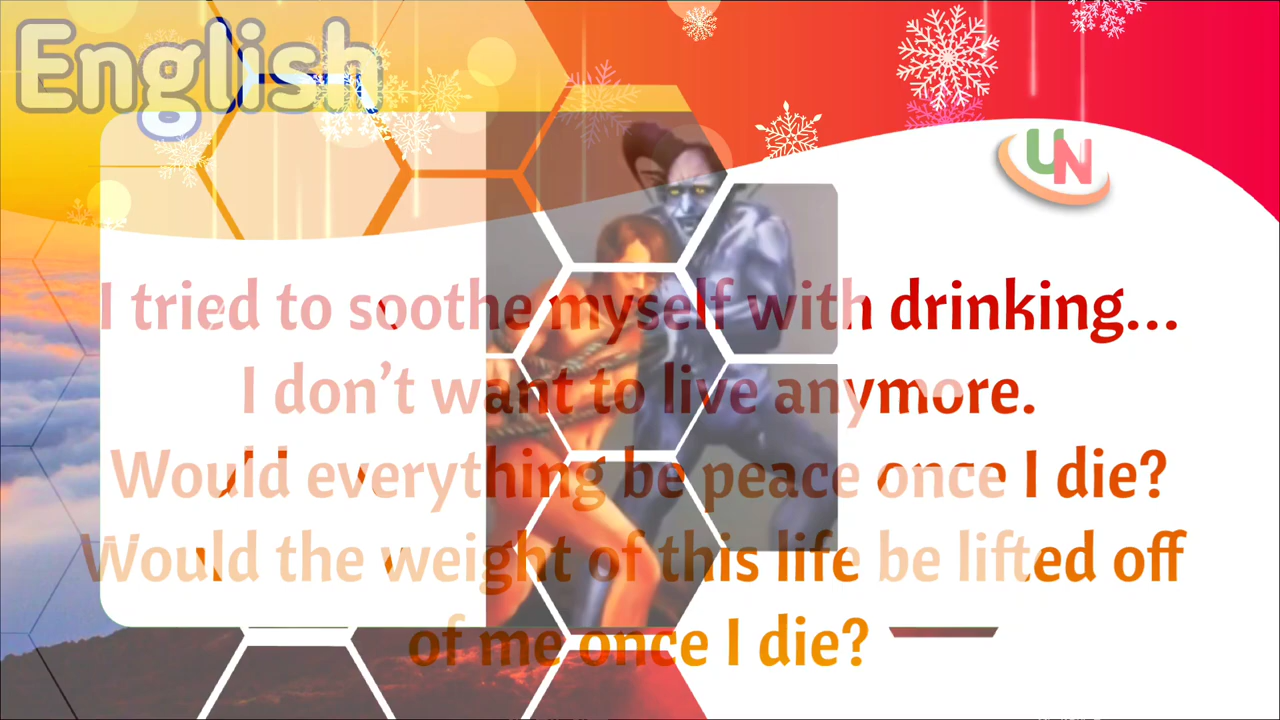 English
UN
I tried to soothe myself with drinking...
I don't want to live anymore.
Would everything be peace once I die?
Would the weight of this life be lifted off
of me once I die?